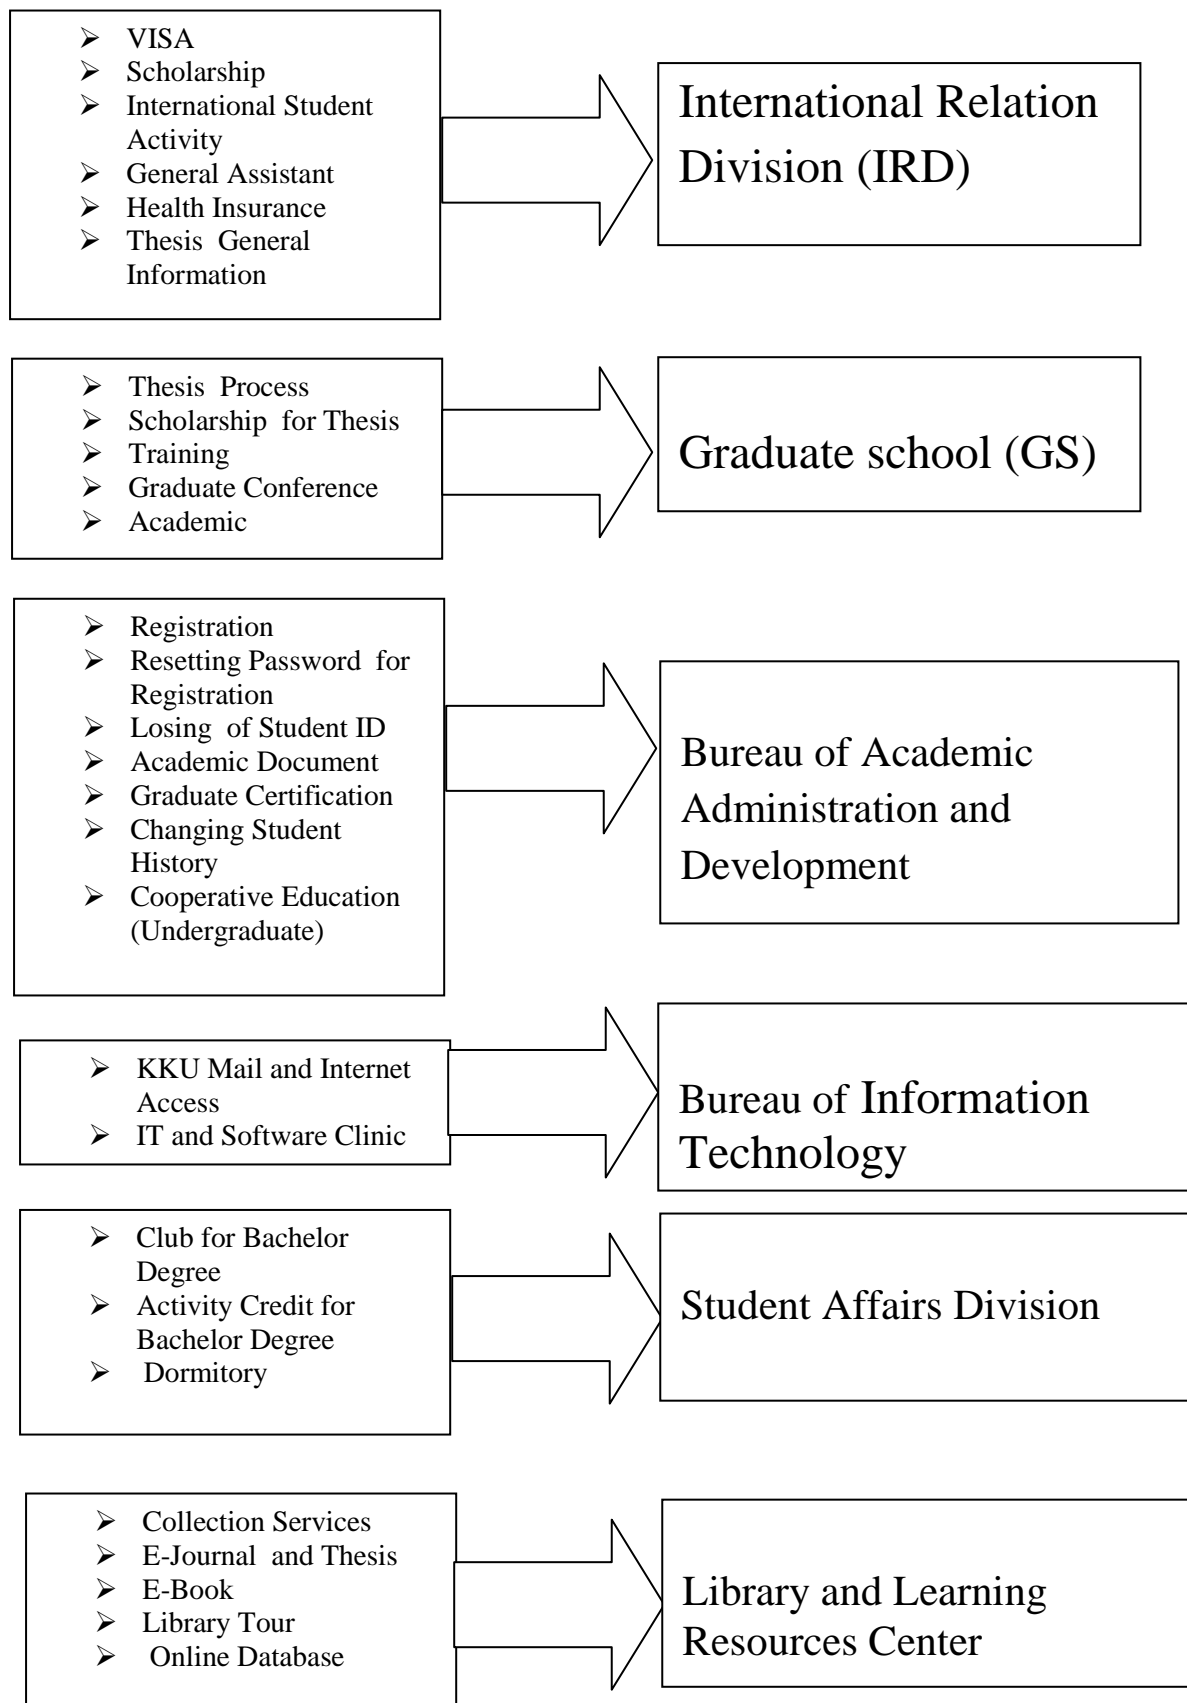 ➢ VISA
➢ Scholarship
➢ International Student
Activity
➢ General Assistant
➢ Health Insurance
➢ Thesis General
Information
International Relation
Division (IRD)
➢ Thesis Process
➢ Scholarship for Thesis
➢ Training
➢ Graduate Conference
➢ Academic
Graduate school (GS)
➢ Registration
➢ Resetting Password for
Registration
➢ Losing of Student ID
➢ Academic Document
➢ Graduate Certification
➢ Changing Student
History
➢ Cooperative Education
(Undergraduate)
Bureau of Academic
Administration and
Development
➢ KKU Mail and Internet
Access
➢ IT and Software Clinic
Bureau of Information
Technology
➢ Club for Bachelor
Degree
➢ Activity Credit for
Bachelor Degree
➢ Dormitory
Student Affairs Division
➢ Collection Services
➢ E-Journal and Thesis
➢ E-Book
➢ Library Tour
➢ Online Database
Library and Learning
Resources Center